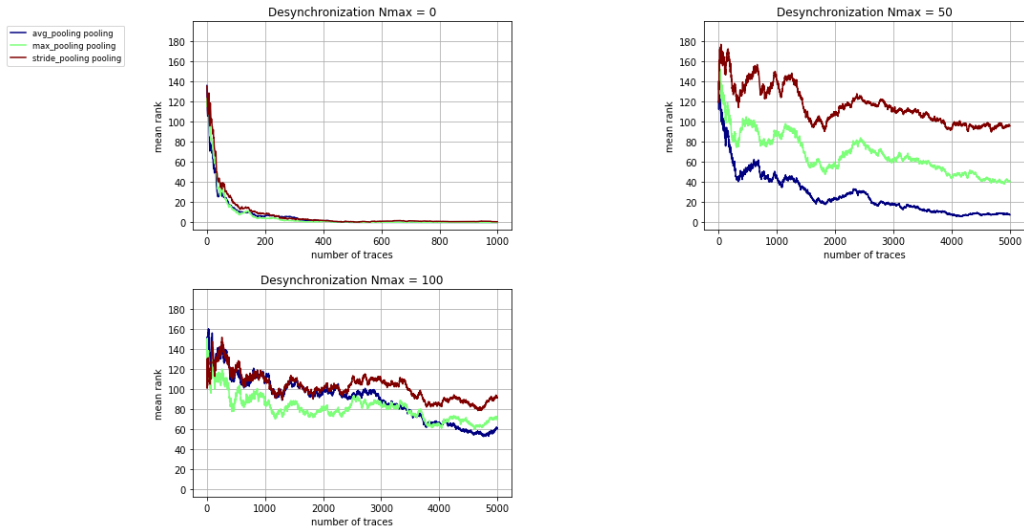 avg_pooling pooling
max_pooling pooling
stride_pooling pooling
Desynchronization Nmax = 0
mean rank
180
160
140
120
100
80
60
40
20
0
0 200 400 600 800 1000
number of traces
Desynchronization Nmax = 50
mean rank
180
160
140
120
100
80
60
40
20
0
0 1000 2000 3000 4000 5000
number of traces
Desynchronization Nmax = 100
mean rank
180
160
140
120
100
80
60
40
20
0
0 1000 2000 3000 4000 5000
number of traces